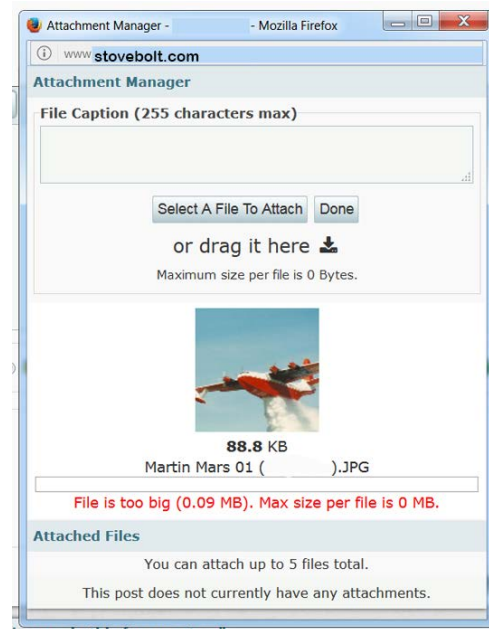 Attachment Manager - - Mozilla Firefox
www stovebolt.com
Attachment Manager
File Caption (255 characters max)
Select A File To Attach Done
or drag it here
Maximum size per file is 0 Bytes.
88.8 KB
Martin Mars 01 ( ).JPG
File is too big (0.09 MB). Max size per file is 0 MB.
Attached Files
You can attach up to 5 files total.
This post does not currently have any attachments.